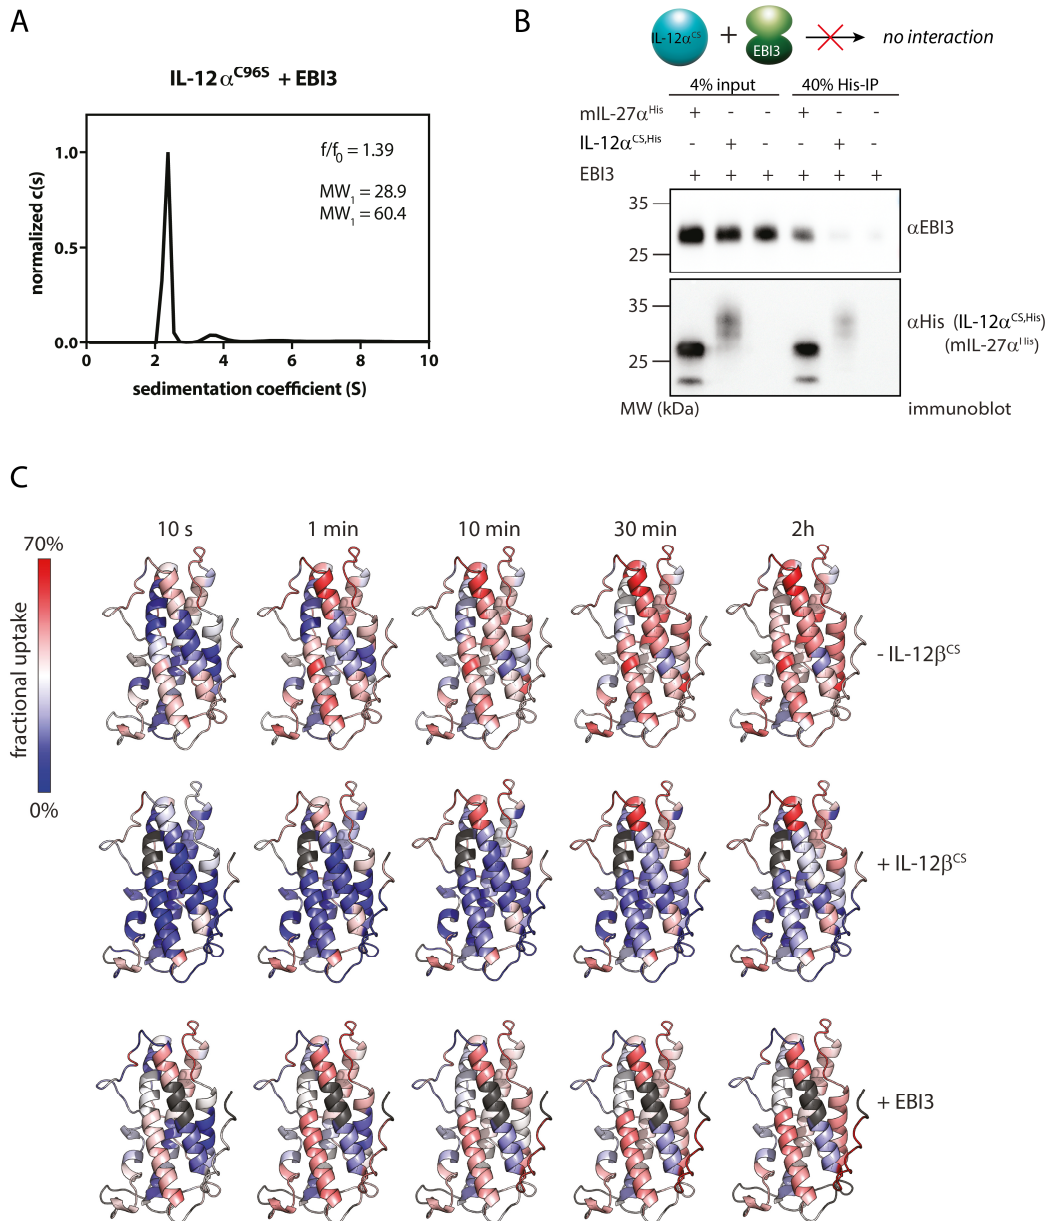 A
IL-12α^C96S + EBI3
f/f₀ = 1.39
MW₁ = 28.9
MW₁ = 60.4
normalized c(s)
1.0
0.5
0.0
0 2 4 6 8 10
sedimentation coefficient (S)
B
IL-12α^CS + EBI3 no interaction
4% input 40% His-IP
mIL-27α^His + - - + - -
IL-12α^CS,His - + - - + -
EBI3 + + + + + +
35
25
αEBI3
35
25
αHis (IL-12α^CS,His)
(mIL-27α^His)
MW (kDa) immunoblot
C
10 s 1 min 10 min 30 min 2h
70%
fractional uptake
0%
- IL-12β^CS
+ IL-12β^CS
+ EBI3